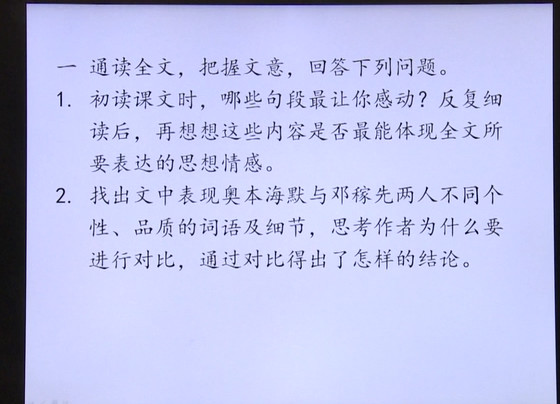 一 通读全文，把握文意，回答下列问题。
1. 初读课文时，哪些句段最让你感动？反复细
读后，再想想这些内容是否最能体现全文所
要表达的思想情感。
2. 找出文中表现奥本海默与邓稼先两人不同个
性、品质的词语及细节，思考作者为什么要
进行对比，通过对比得出了怎样的结论。